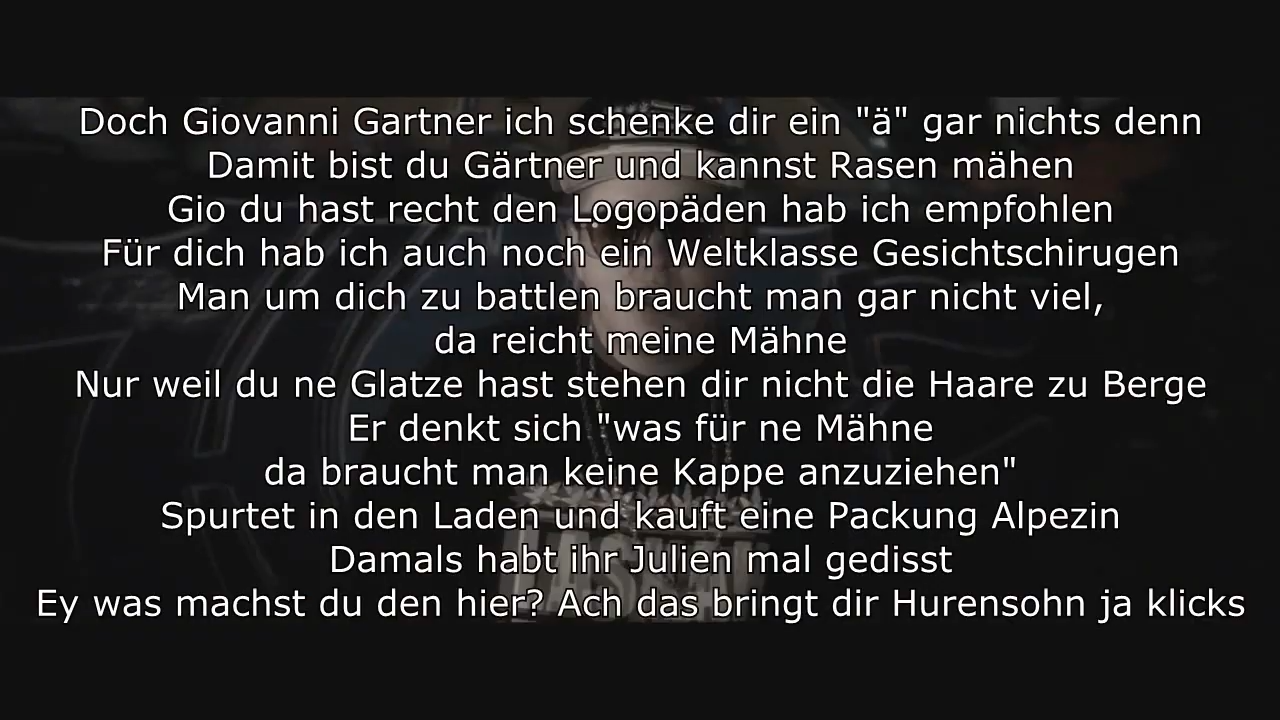 Doch Giovanni Gartner ich schenke dir ein "ä" gar nichts denn
Damit bist du Gärtner und kannst Rasen mähen
Gio du hast recht den Logopäden hab ich empfohlen
Für dich hab ich auch noch ein Weltklasse Gesichtschirugen
Man um dich zu battlen braucht man gar nicht viel,
da reicht meine Mähne
Nur weil du ne Glatze hast stehen dir nicht die Haare zu Berge
Er denkt sich "was für ne Mähne
da braucht man keine Kappe anzuziehen"
Spurtet in den Laden und kauft eine Packung Alpezin
Damals habt ihr Julien mal gedisst
Ey was machst du den hier? Ach das bringt dir Hurensohn ja klicks